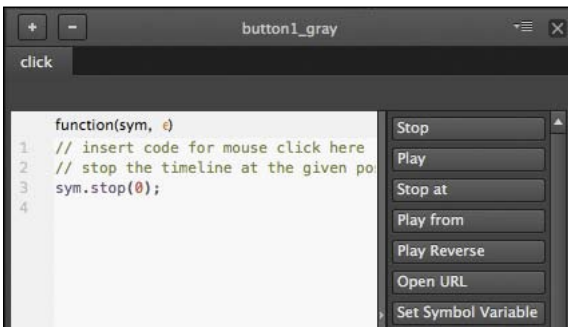 + - button1_gray
click
function(sym, e)
1 // insert code for mouse click here
2 // stop the timeline at the given po
3 sym.stop(0);
4
Stop
Play
Stop at
Play from
Play Reverse
Open URL
Set Symbol Variable